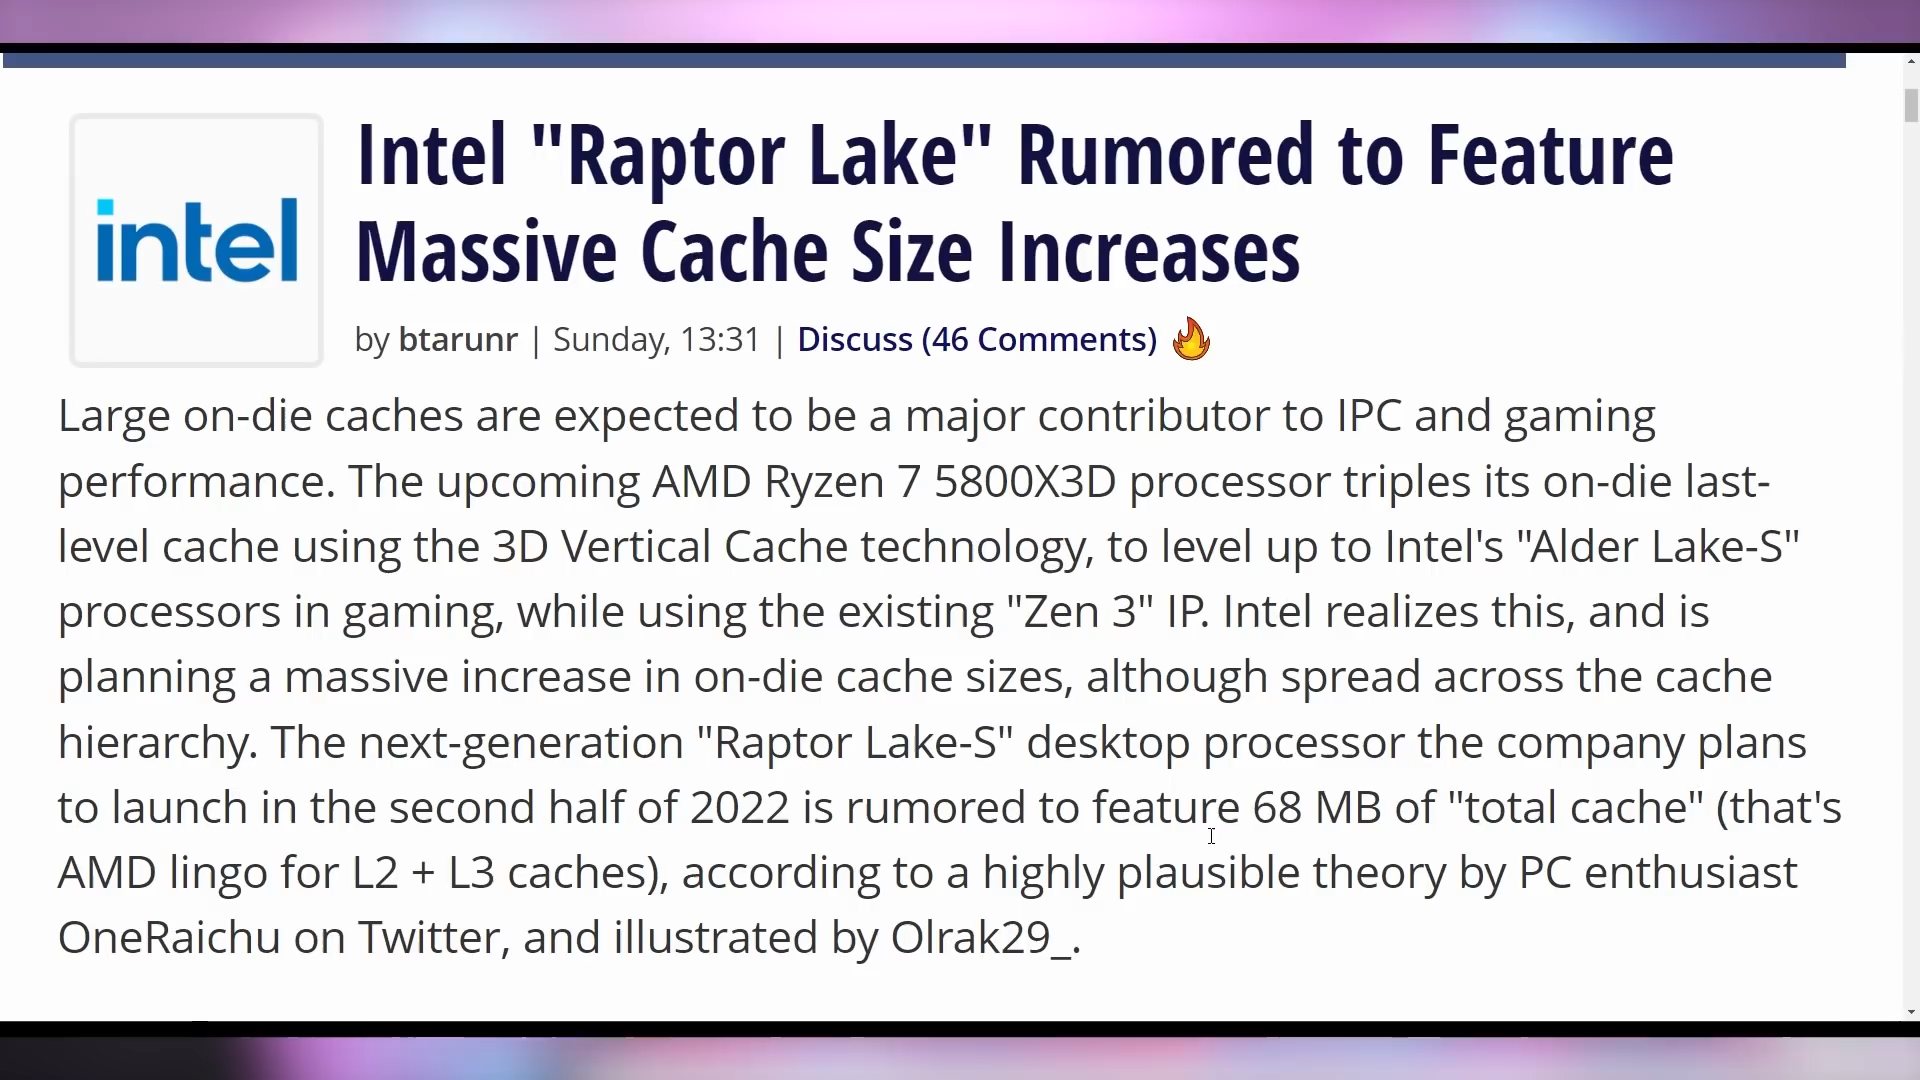 intel
Intel "Raptor Lake" Rumored to Feature
Massive Cache Size Increases
by btarunr | Sunday, 13:31 | Discuss (46 Comments)
Large on-die caches are expected to be a major contributor to IPC and gaming
performance. The upcoming AMD Ryzen 7 5800X3D processor triples its on-die last-
level cache using the 3D Vertical Cache technology, to level up to Intel's "Alder Lake-S"
processors in gaming, while using the existing "Zen 3" IP. Intel realizes this, and is
planning a massive increase in on-die cache sizes, although spread across the cache
hierarchy. The next-generation "Raptor Lake-S" desktop processor the company plans
to launch in the second half of 2022 is rumored to feature 68 MB of "total cache" (that's
AMD lingo for L2 + L3 caches), according to a highly plausible theory by PC enthusiast
OneRaichu on Twitter, and illustrated by Olrak29_.